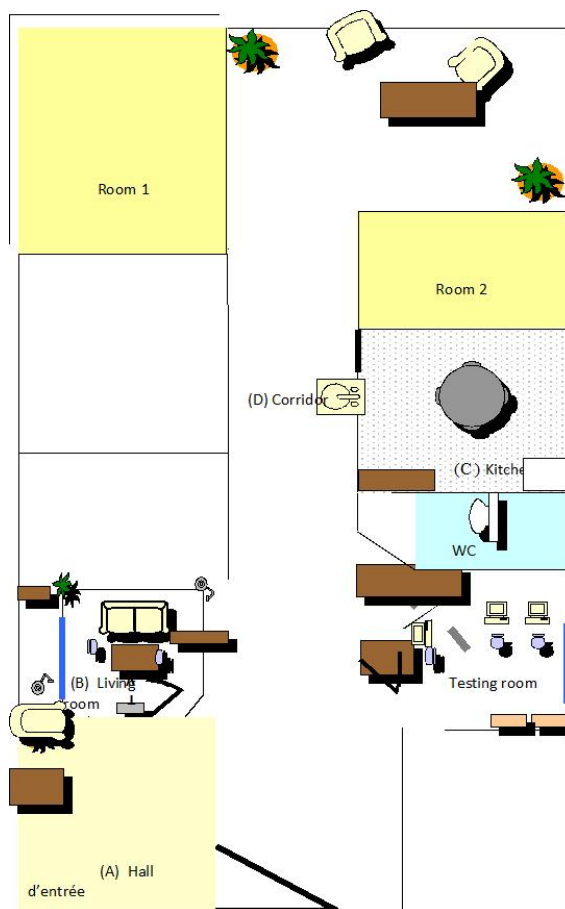 Room 1
Room 2
(D) Corridor
(C) Kitche
WC
(B) Living
room
Testing room
(A) Hall
d'entrée